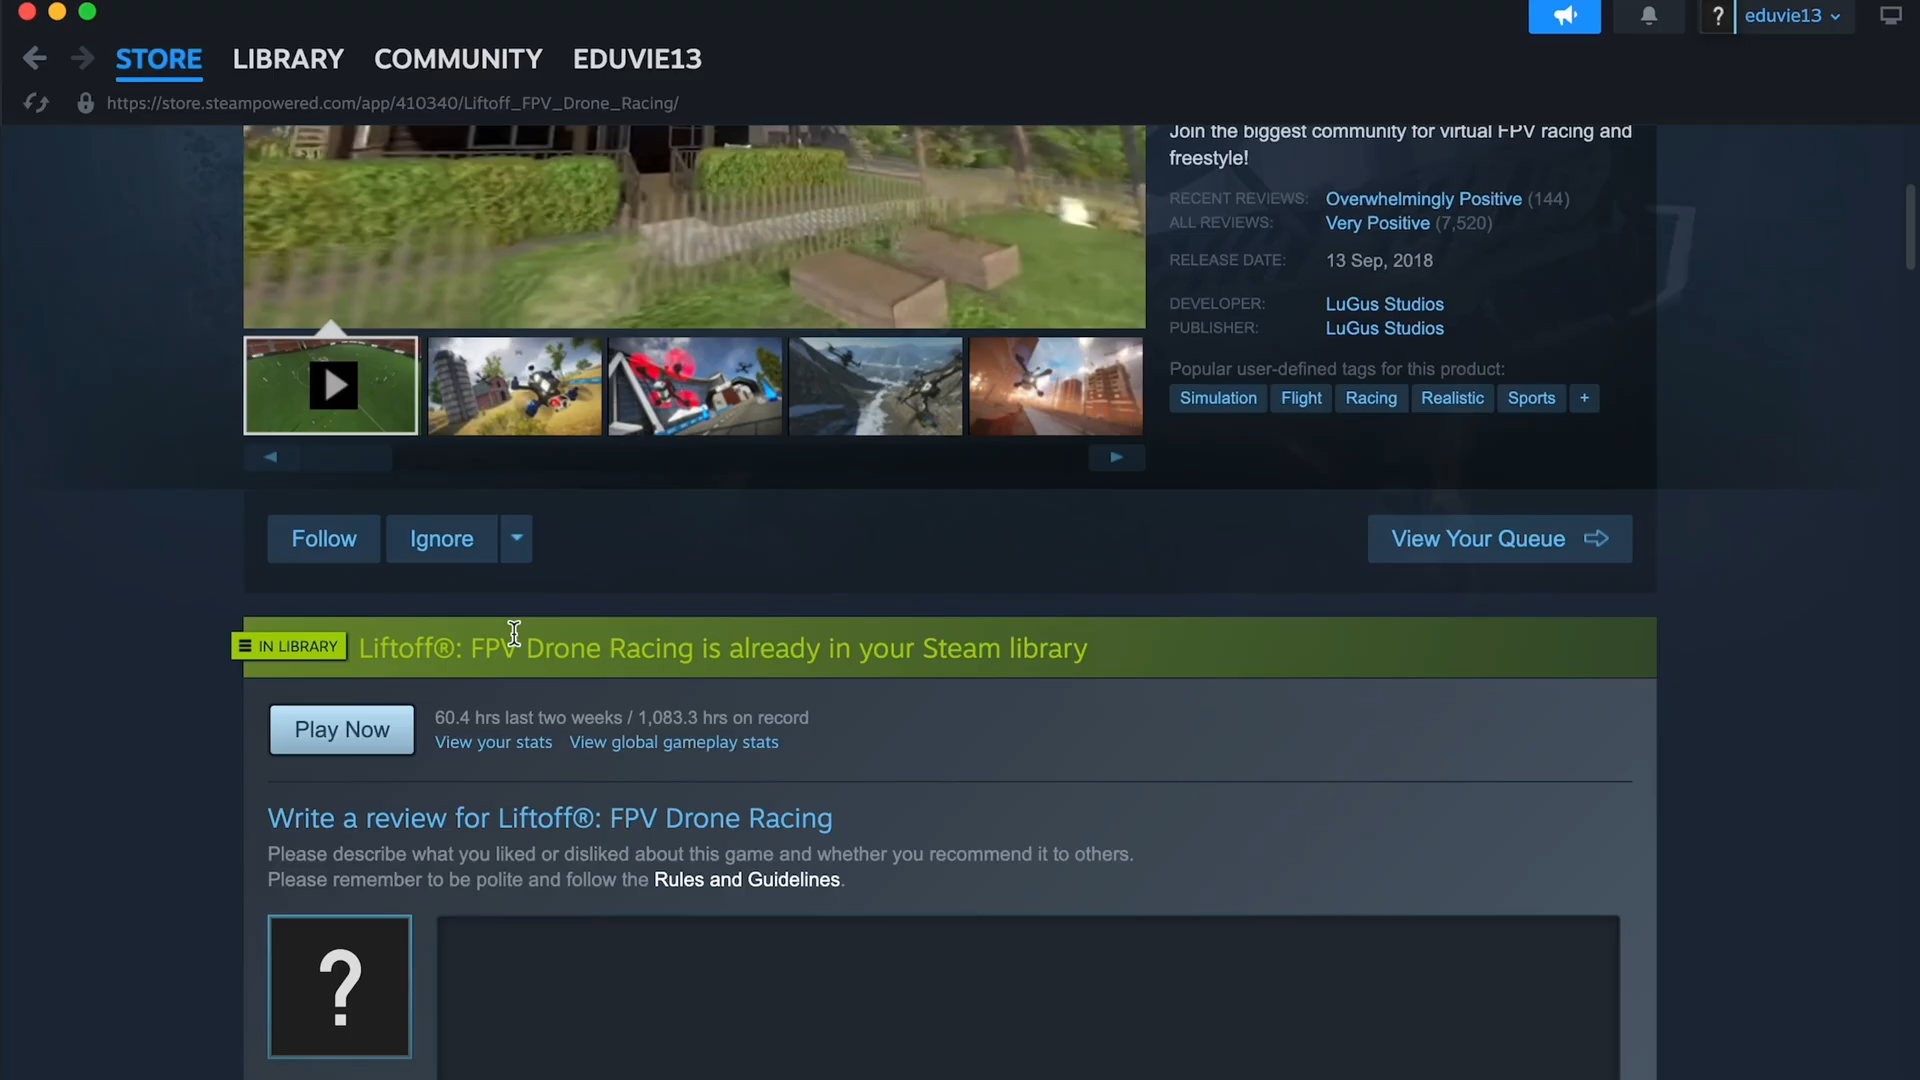 ? eduvie13
STORE LIBRARY COMMUNITY EDUVIE13
https://store.steampowered.com/app/410340/Liftoff_FPV_Drone_Racing/
Join the biggest community for virtual FPV racing and
freestyle!
RECENT REVIEWS: Overwhelmingly Positive (144)
ALL REVIEWS: Very Positive (7,520)
RELEASE DATE: 13 Sep, 2018
DEVELOPER: LuGus Studios
PUBLISHER: LuGus Studios
Popular user-defined tags for this product:
Simulation Flight Racing Realistic Sports +
Follow Ignore View Your Queue
IN LIBRARY Liftoff®: FPV Drone Racing is already in your Steam library
Play Now 60.4 hrs last two weeks / 1,083.3 hrs on record
View your stats View global gameplay stats
Write a review for Liftoff®: FPV Drone Racing
Please describe what you liked or disliked about this game and whether you recommend it to others.
Please remember to be polite and follow the Rules and Guidelines.
?